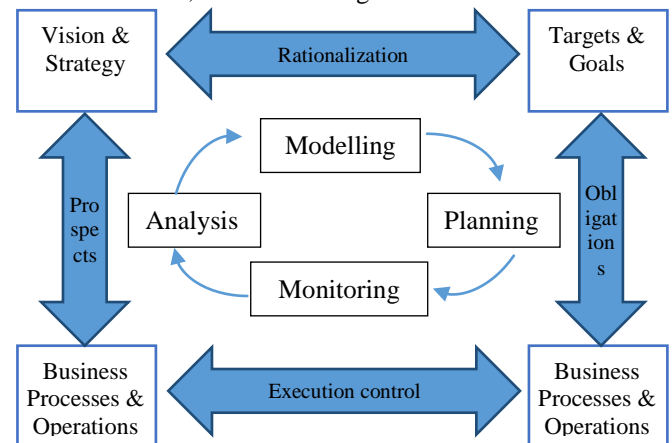 Vision &
Strategy
Rationalization
Targets &
Goals
Modelling
Pro
spe
cts
Analysis
Planning
Obl
igat
ion
s
Monitoring
Business
Processes &
Operations
Execution control
Business
Processes &
Operations